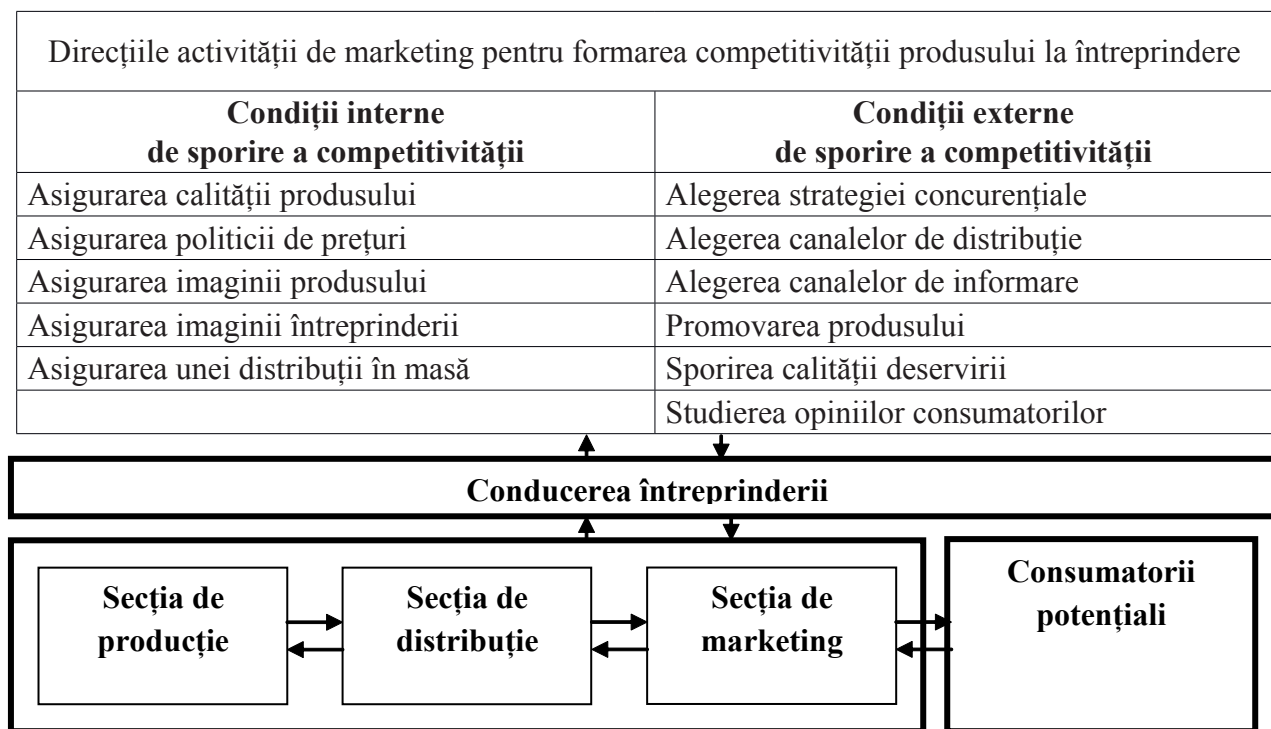 Direcțiile activității de marketing pentru formarea competitivității produsului la întreprindere
Condiții interne
de sporire a competitivității
Condiții externe
de sporire a competitivității
Asigurarea calității produsului
Alegerea strategiei concurențiale
Asigurarea politicii de prețuri
Alegerea canalelor de distribuție
Asigurarea imaginii produsului
Alegerea canalelor de informare
Asigurarea imaginii întreprinderii
Promovarea produsului
Asigurarea unei distribuții în masă
Sporirea calității deservirii
Studierea opiniilor consumatorilor
Conducerea întreprinderii
Secția de
producție
Secția de
distribuție
Secția de
marketing
Consumatorii
potențiali